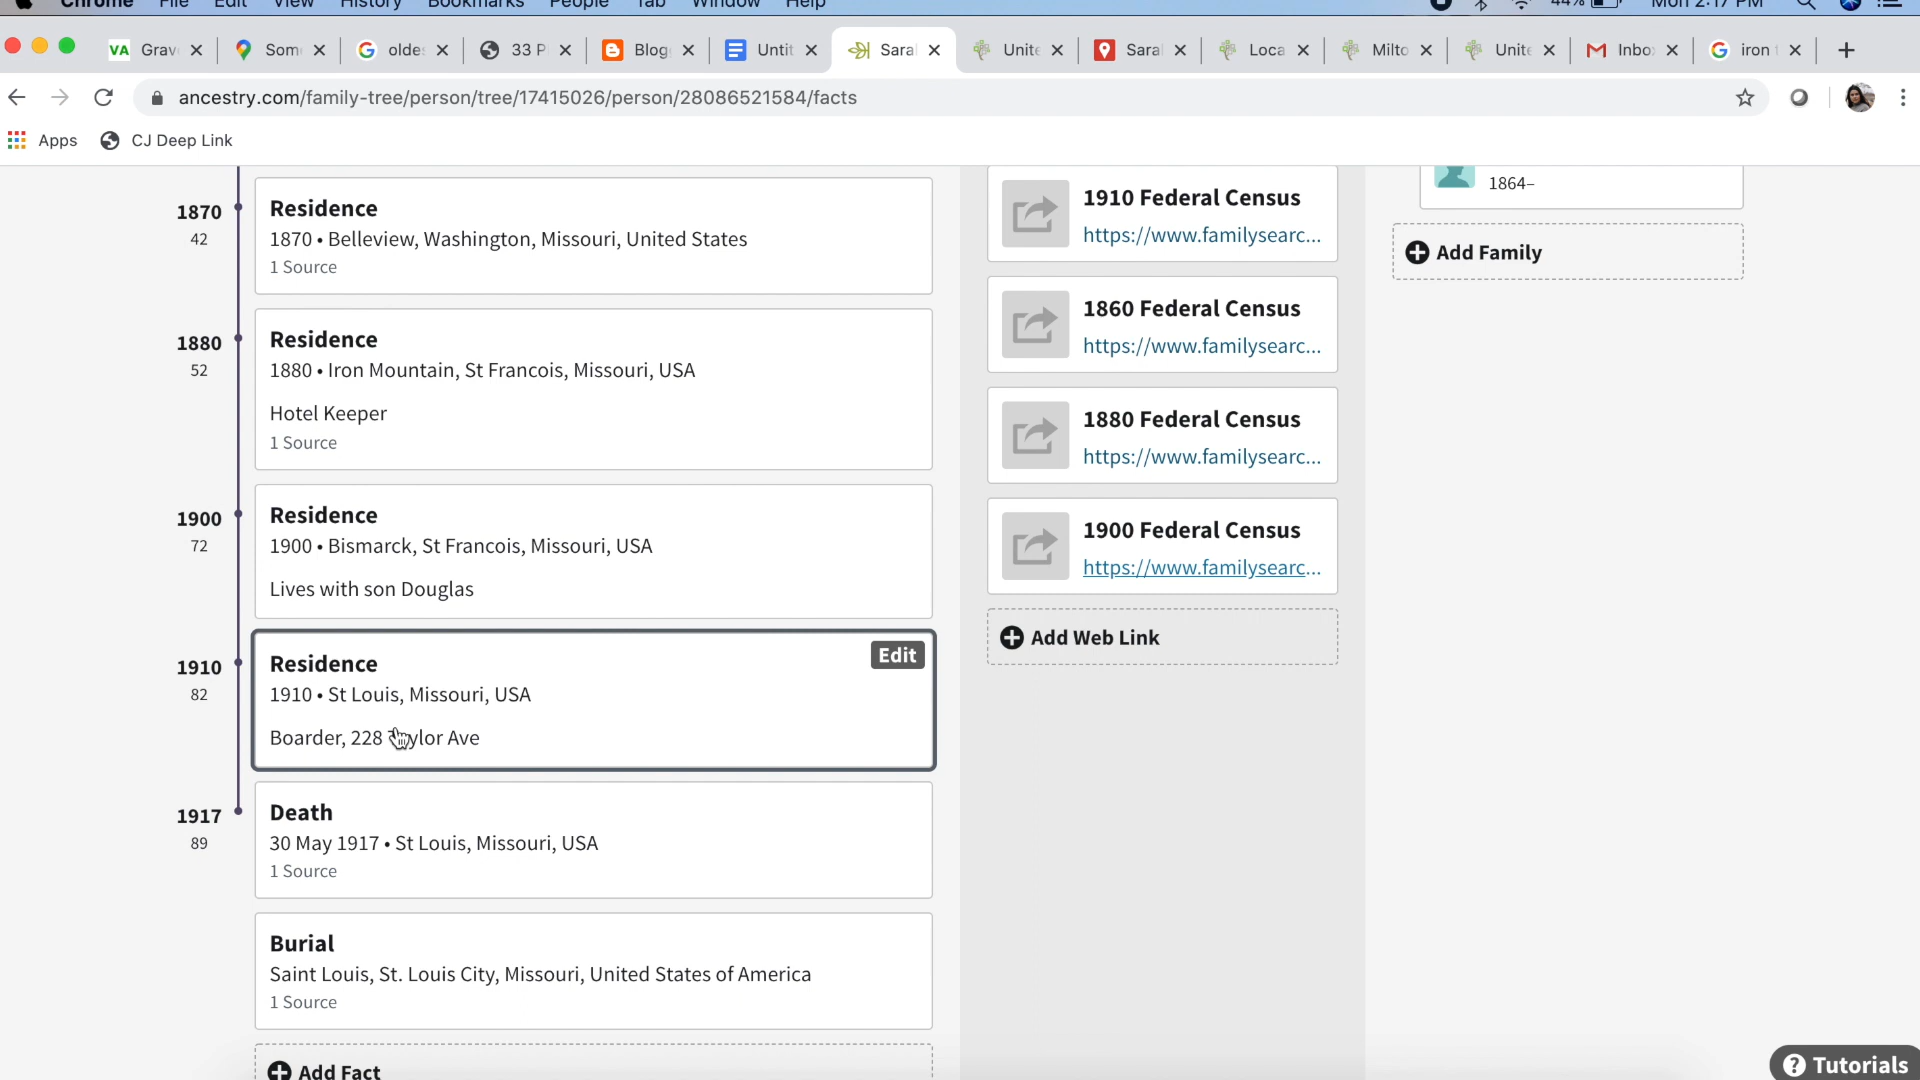 Chrome File Edit View History Bookmarks People Tab Window Help 44% Mon 2:17 PM
VA Grav Som G olde 33 P Blog Untit Sara Unite Sara Loca Milto Unite Inbo G iron
ancestry.com/family-tree/person/tree/17415026/person/28086521584/facts
Apps CJ Deep Link
1870
42
Residence
1870 • Belleview, Washington, Missouri, United States
1 Source
1880
52
Residence
1880 • Iron Mountain, St Francois, Missouri, USA
Hotel Keeper
1 Source
1900
72
Residence
1900 • Bismarck, St Francois, Missouri, USA
Lives with son Douglas
1910
82
Residence
Edit
1910 • St Louis, Missouri, USA
Boarder, 228 Taylor Ave
1917
89
Death
30 May 1917 • St Louis, Missouri, USA
1 Source
Burial
Saint Louis, St. Louis City, Missouri, United States of America
1 Source
Add Fact
1910 Federal Census
https://www.familysearc...
1860 Federal Census
https://www.familysearc...
1880 Federal Census
https://www.familysearc...
1900 Federal Census
https://www.familysearc...
Add Web Link
1864–
Add Family
? Tutorials